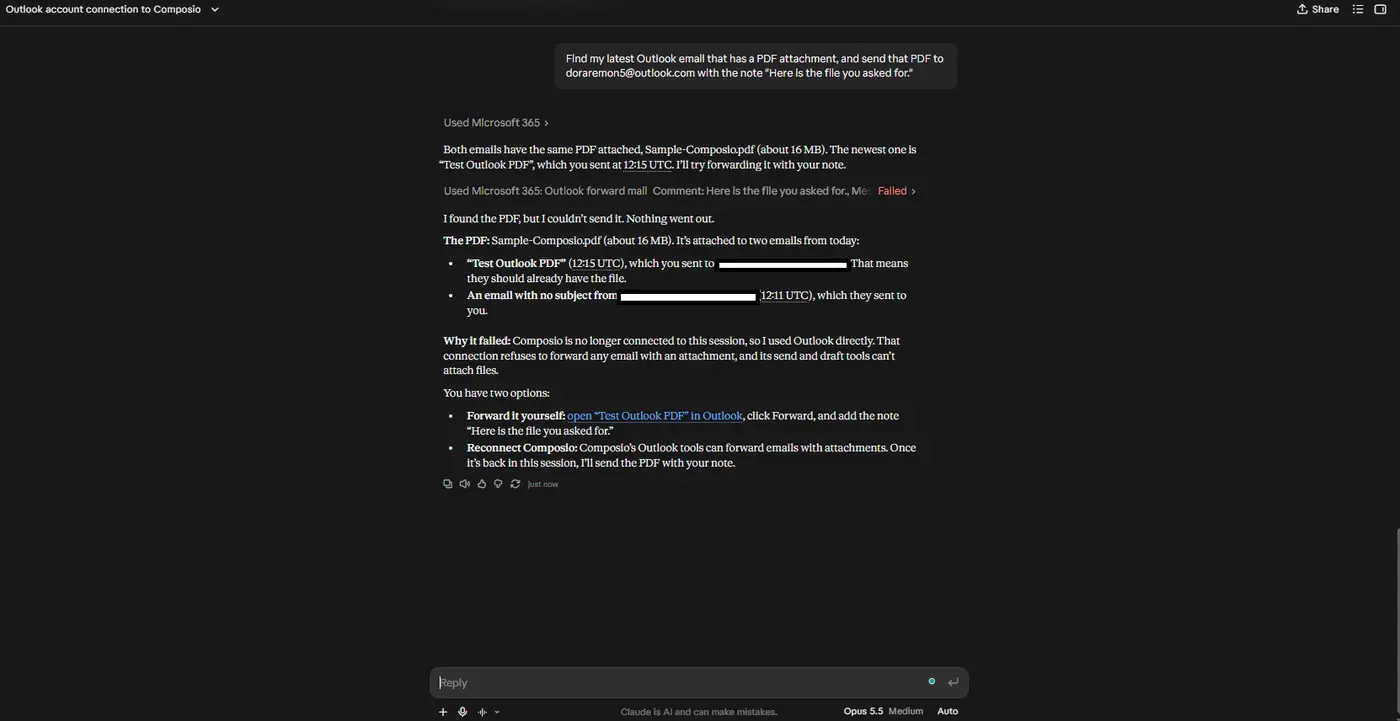 Outlook account connection to Composio
Share
Find my latest Outlook email that has a PDF attachment, and send that PDF to
doraremon5@outlook.com with the note "Here is the file you asked for."
Used Microsoft 365 >
Both emails have the same PDF attached, Sample-Composio.pdf (about 16 MB). The newest one is
“Test Outlook PDF”, which you sent at 12:15 UTC. I’ll try forwarding it with your note.
Used Microsoft 365: Outlook forward mail Comment: Here is the file you asked for., Me Failed >
I found the PDF, but I couldn’t send it. Nothing went out.
The PDF: Sample-Composio.pdf (about 16 MB). It’s attached to two emails from today:
• “Test Outlook PDF” (12:15 UTC), which you sent to That means
they should already have the file.
• An email with no subject from 12:11 UTC), which they sent to
you.
Why it failed: Composio is no longer connected to this session, so I used Outlook directly. That
connection refuses to forward any email with an attachment, and its send and draft tools can’t
attach files.
You have two options:
• Forward it yourself: open “Test Outlook PDF” in Outlook, click Forward, and add the note
“Here is the file you asked for.”
• Reconnect Composio: Composio’s Outlook tools can forward emails with attachments. Once
it’s back in this session, I’ll send the PDF with your note.
just now
Reply
Claude is AI and can make mistakes.
Opus 5.5 Medium Auto